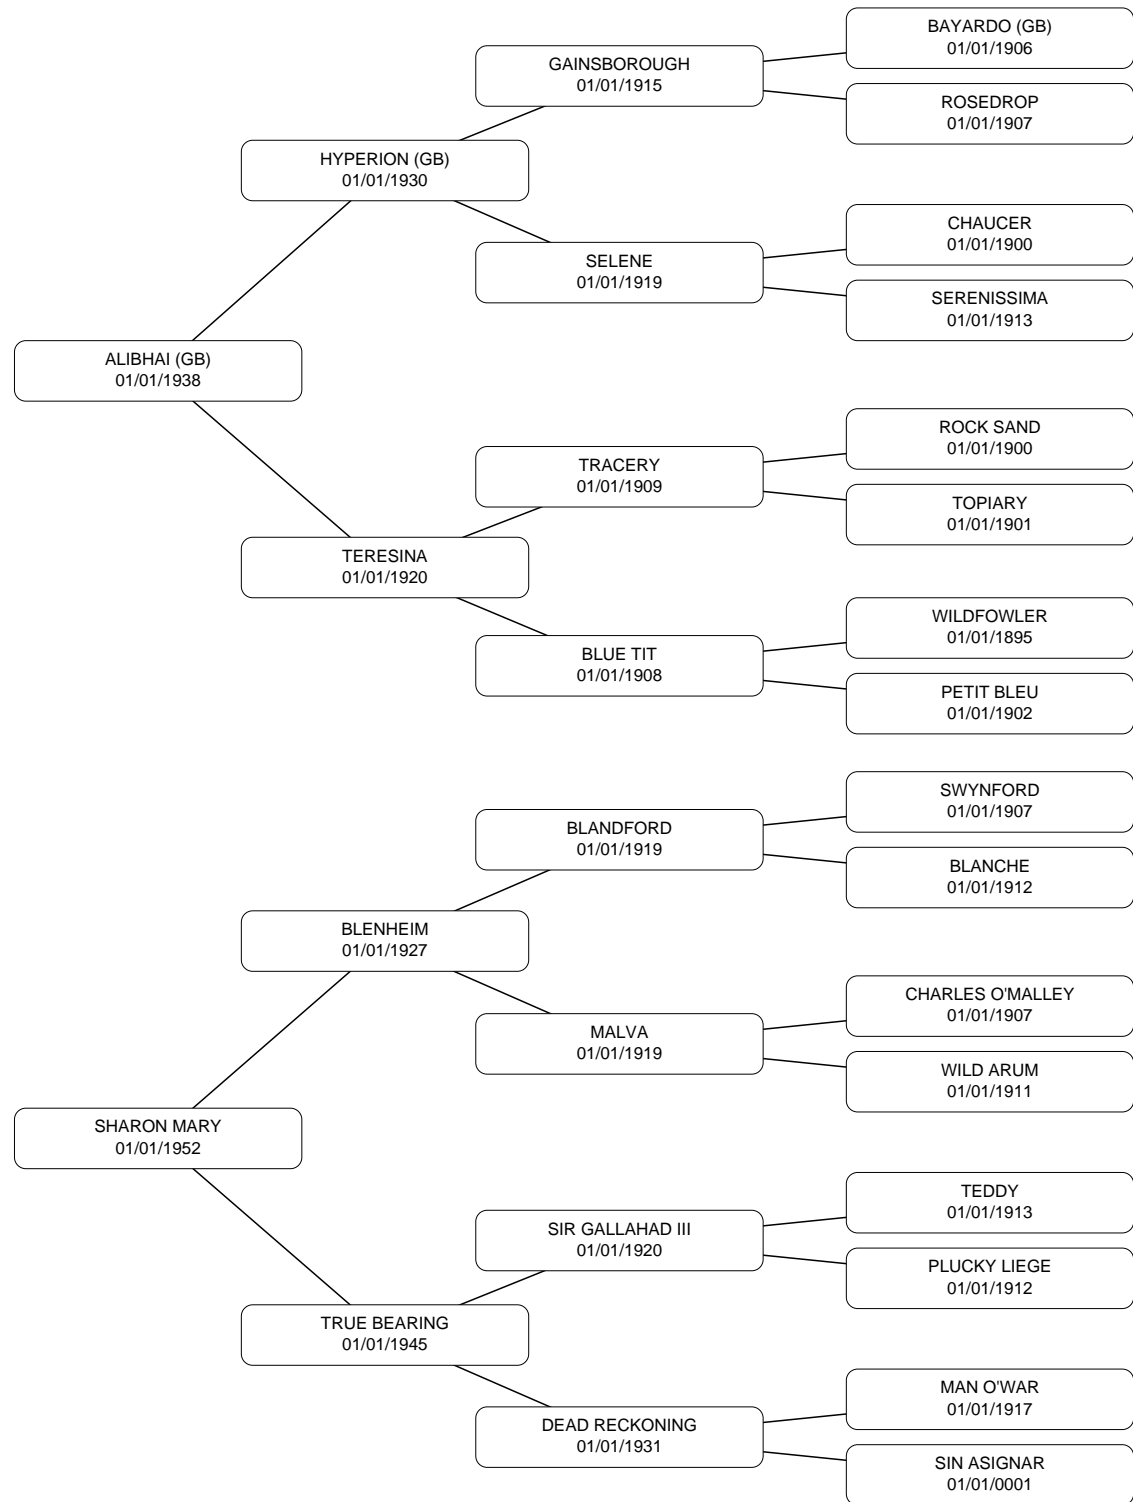 BAYARDO (GB)
01/01/1906
GAINSBOROUGH
01/01/1915
ROSEDROP
01/01/1907
HYPERION (GB)
01/01/1930
CHAUCER
01/01/1900
SELENE
01/01/1919
SERENISSIMA
01/01/1913
ALIBHAI (GB)
01/01/1938
ROCK SAND
01/01/1900
TRACERY
01/01/1909
TOPIARY
01/01/1901
TERESINA
01/01/1920
WILDFOWLER
01/01/1895
BLUE TIT
01/01/1908
PETIT BLEU
01/01/1902
SWYNFORD
01/01/1907
BLANDFORD
01/01/1919
BLANCHE
01/01/1912
BLENHEIM
01/01/1927
CHARLES O'MALLEY
01/01/1907
MALVA
01/01/1919
WILD ARUM
01/01/1911
SHARON MARY
01/01/1952
TEDDY
01/01/1913
SIR GALLAHAD III
01/01/1920
PLUCKY LIEGE
01/01/1912
TRUE BEARING
01/01/1945
MAN O'WAR
01/01/1917
DEAD RECKONING
01/01/1931
SIN ASIGNAR
01/01/0001